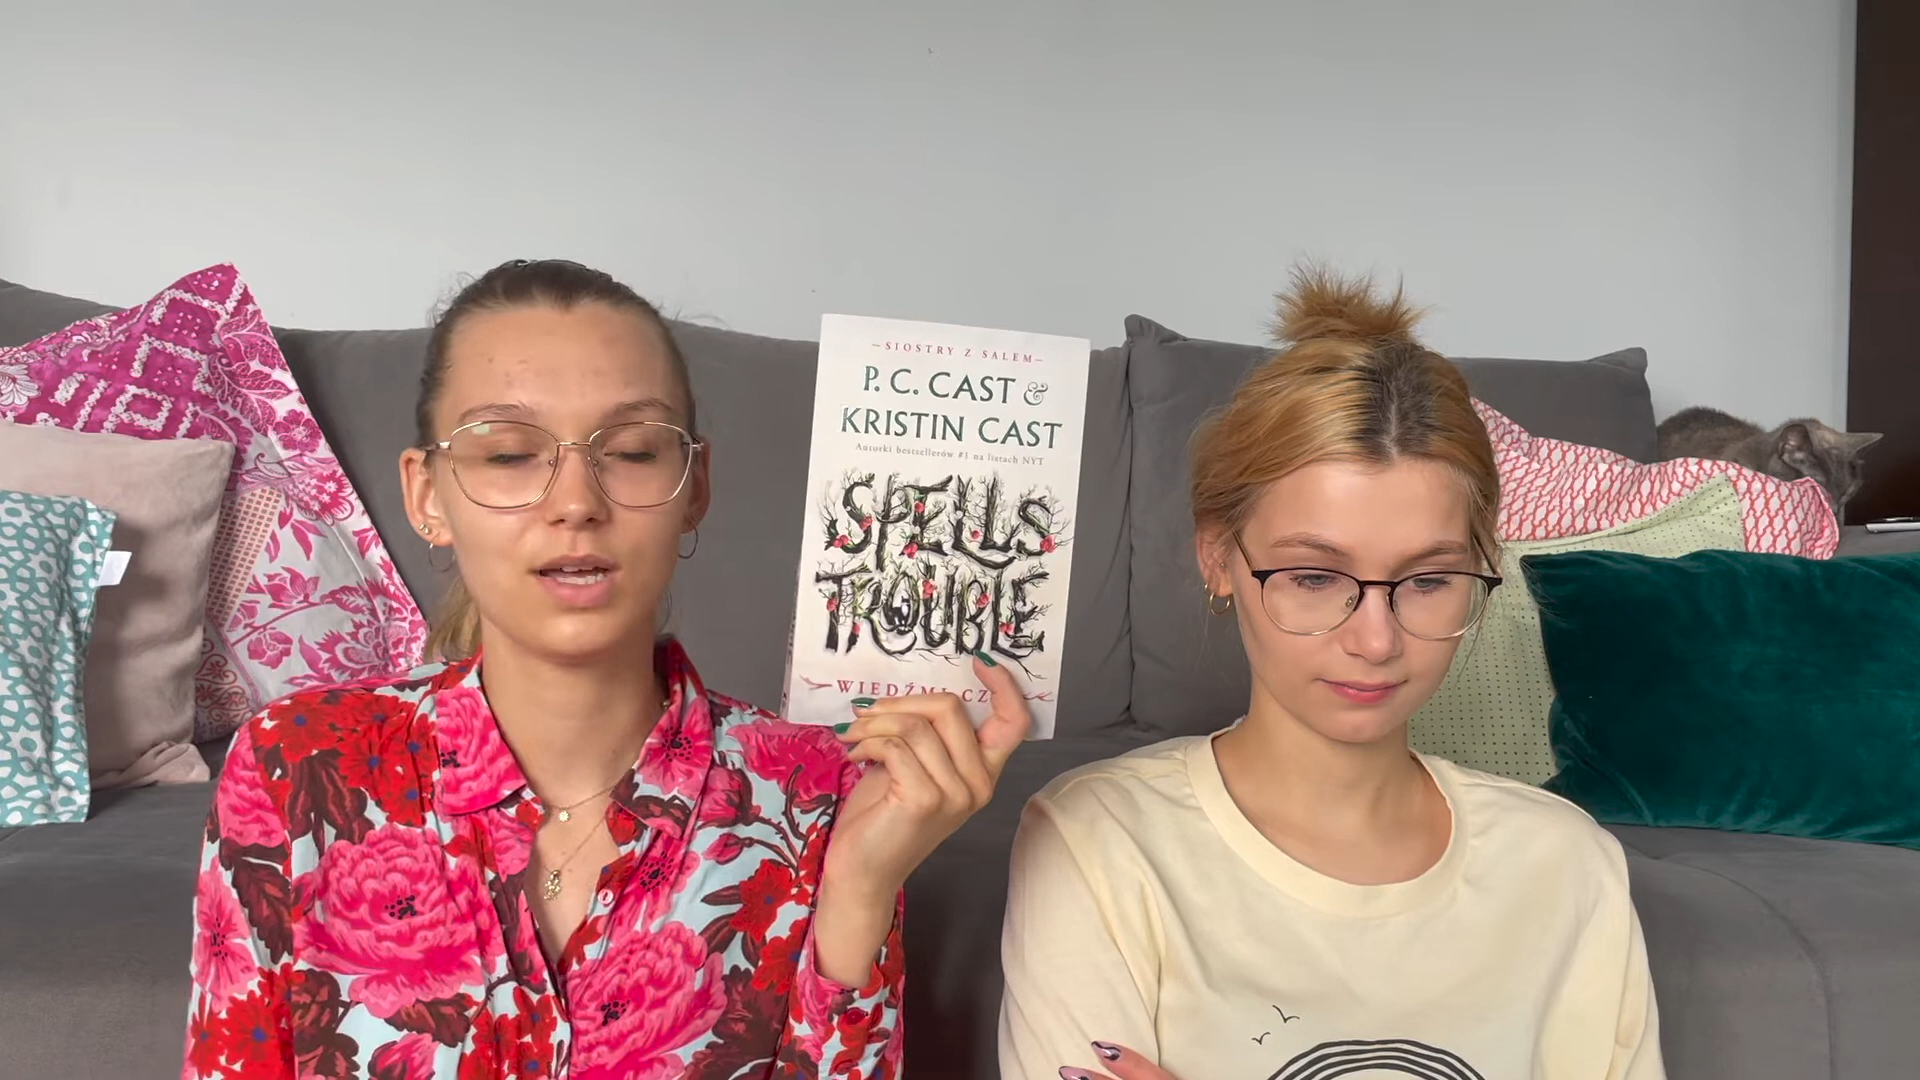 SIOSTRY Z SALEM
P. C. CAST &
KRISTIN CAST
Autorki bestsellerów #1 na listach NYT
SPELLS
TROUBLE